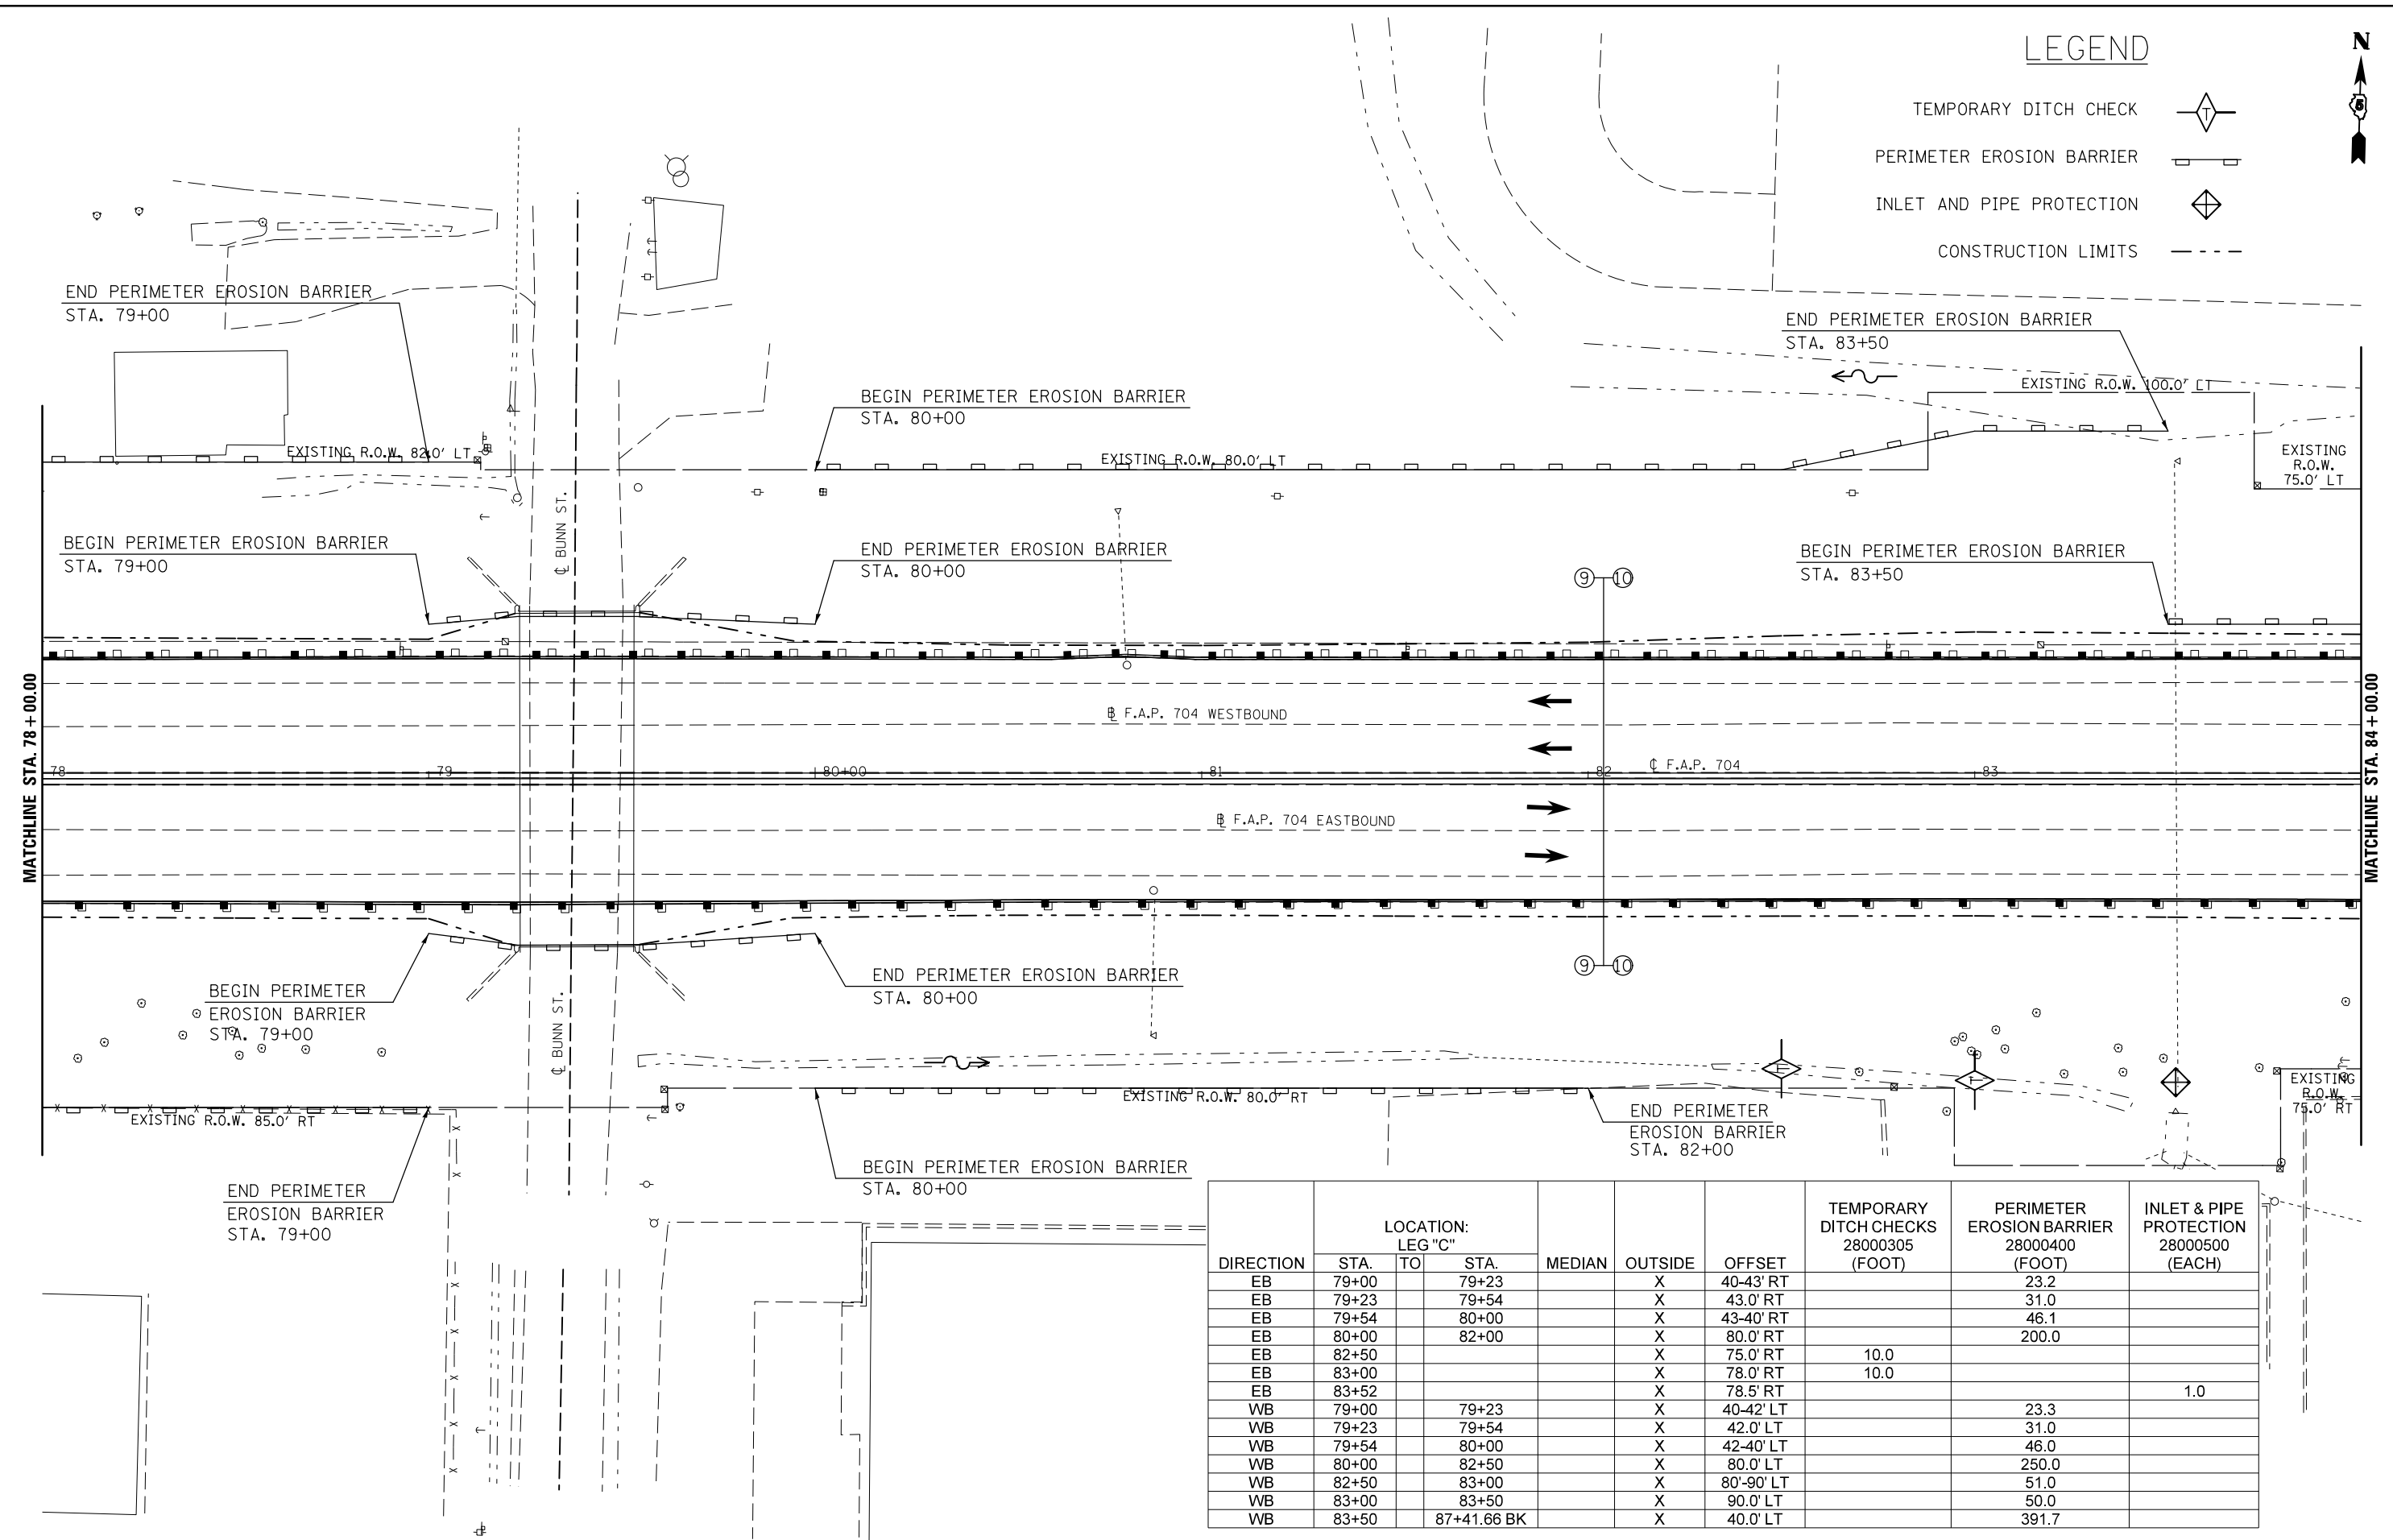 LEGEND
N
5
TEMPORARY DITCH CHECK
T
PERIMETER EROSION BARRIER
INLET AND PIPE PROTECTION
CONSTRUCTION LIMITS
END PERIMETER EROSION BARRIER
STA. 79+00
END PERIMETER EROSION BARRIER
STA. 83+50
BEGIN PERIMETER EROSION BARRIER
STA. 80+00
EXISTING R.O.W. 100.0' LT
EXISTING R.O.W. 82.0' LT
EXISTING R.O.W. 80.0' LT
EXISTING
R.O.W.
75.0' LT
BEGIN PERIMETER EROSION BARRIER
STA. 79+00
℄ BUNN ST.
END PERIMETER EROSION BARRIER
STA. 80+00
BEGIN PERIMETER EROSION BARRIER
STA. 83+50
9 10
MATCHLINE STA. 78+00.00
MATCHLINE STA. 84+00.00
F.A.P. 704 WESTBOUND
78 79 80+00 81 82 ℄ F.A.P. 704 83
F.A.P. 704 EASTBOUND
9 10
BEGIN PERIMETER
EROSION BARRIER
STA. 79+00
END PERIMETER EROSION BARRIER
STA. 80+00
℄ BUNN ST.
T
T
EXISTING R.O.W. 85.0' RT
EXISTING R.O.W. 80.0' RT
EXISTING
R.O.W.
75.0' RT
END PERIMETER
EROSION BARRIER
STA. 82+00
END PERIMETER
EROSION BARRIER
STA. 79+00
BEGIN PERIMETER EROSION BARRIER
STA. 80+00
DIRECTION LOCATION: LEG "C" STA. TO STA. MEDIAN OUTSIDE OFFSET TEMPORARY DITCH CHECKS 28000305 (FOOT) PERIMETER EROSION BARRIER 28000400 (FOOT) INLET & PIPE PROTECTION 28000500 (EACH)
EB 79+00 79+23 X 40-43' RT 23.2
EB 79+23 79+54 X 43.0' RT 31.0
EB 79+54 80+00 X 43-40' RT 46.1
EB 80+00 82+00 X 80.0' RT 200.0
EB 82+50 X 75.0' RT 10.0
EB 83+00 X 78.0' RT 10.0
EB 83+52 X 78.5' RT 1.0
WB 79+00 79+23 X 40-42' LT 23.3
WB 79+23 79+54 X 42.0' LT 31.0
WB 79+54 80+00 X 42-40' LT 46.0
WB 80+00 82+50 X 80.0' LT 250.0
WB 82+50 83+00 X 80'-90' LT 51.0
WB 83+00 83+50 X 90.0' LT 50.0
WB 83+50 87+41.66 BK X 40.0' LT 391.7